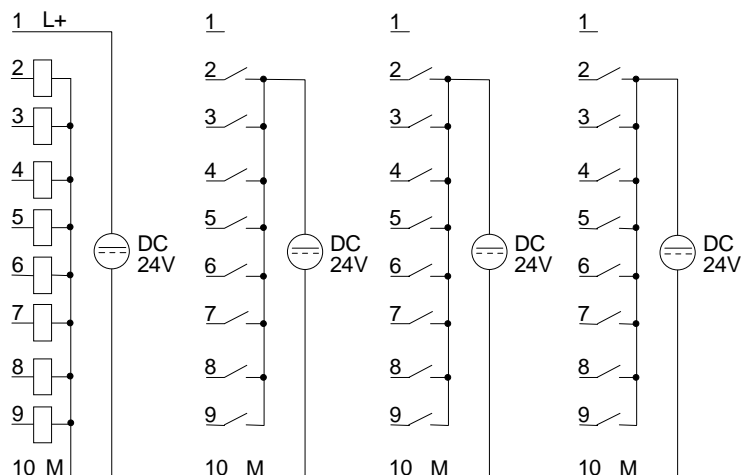 1 L+ 1 1 1
2 2 2 2
3 3 3 3
4 4 4 4
5 5 5 5
DC DC DC DC
24V 24V 24V 24V
6 6 6 6
7 7 7 7
8 8 8 8
9 9 9 9
10 M 10 M 10 M 10 M